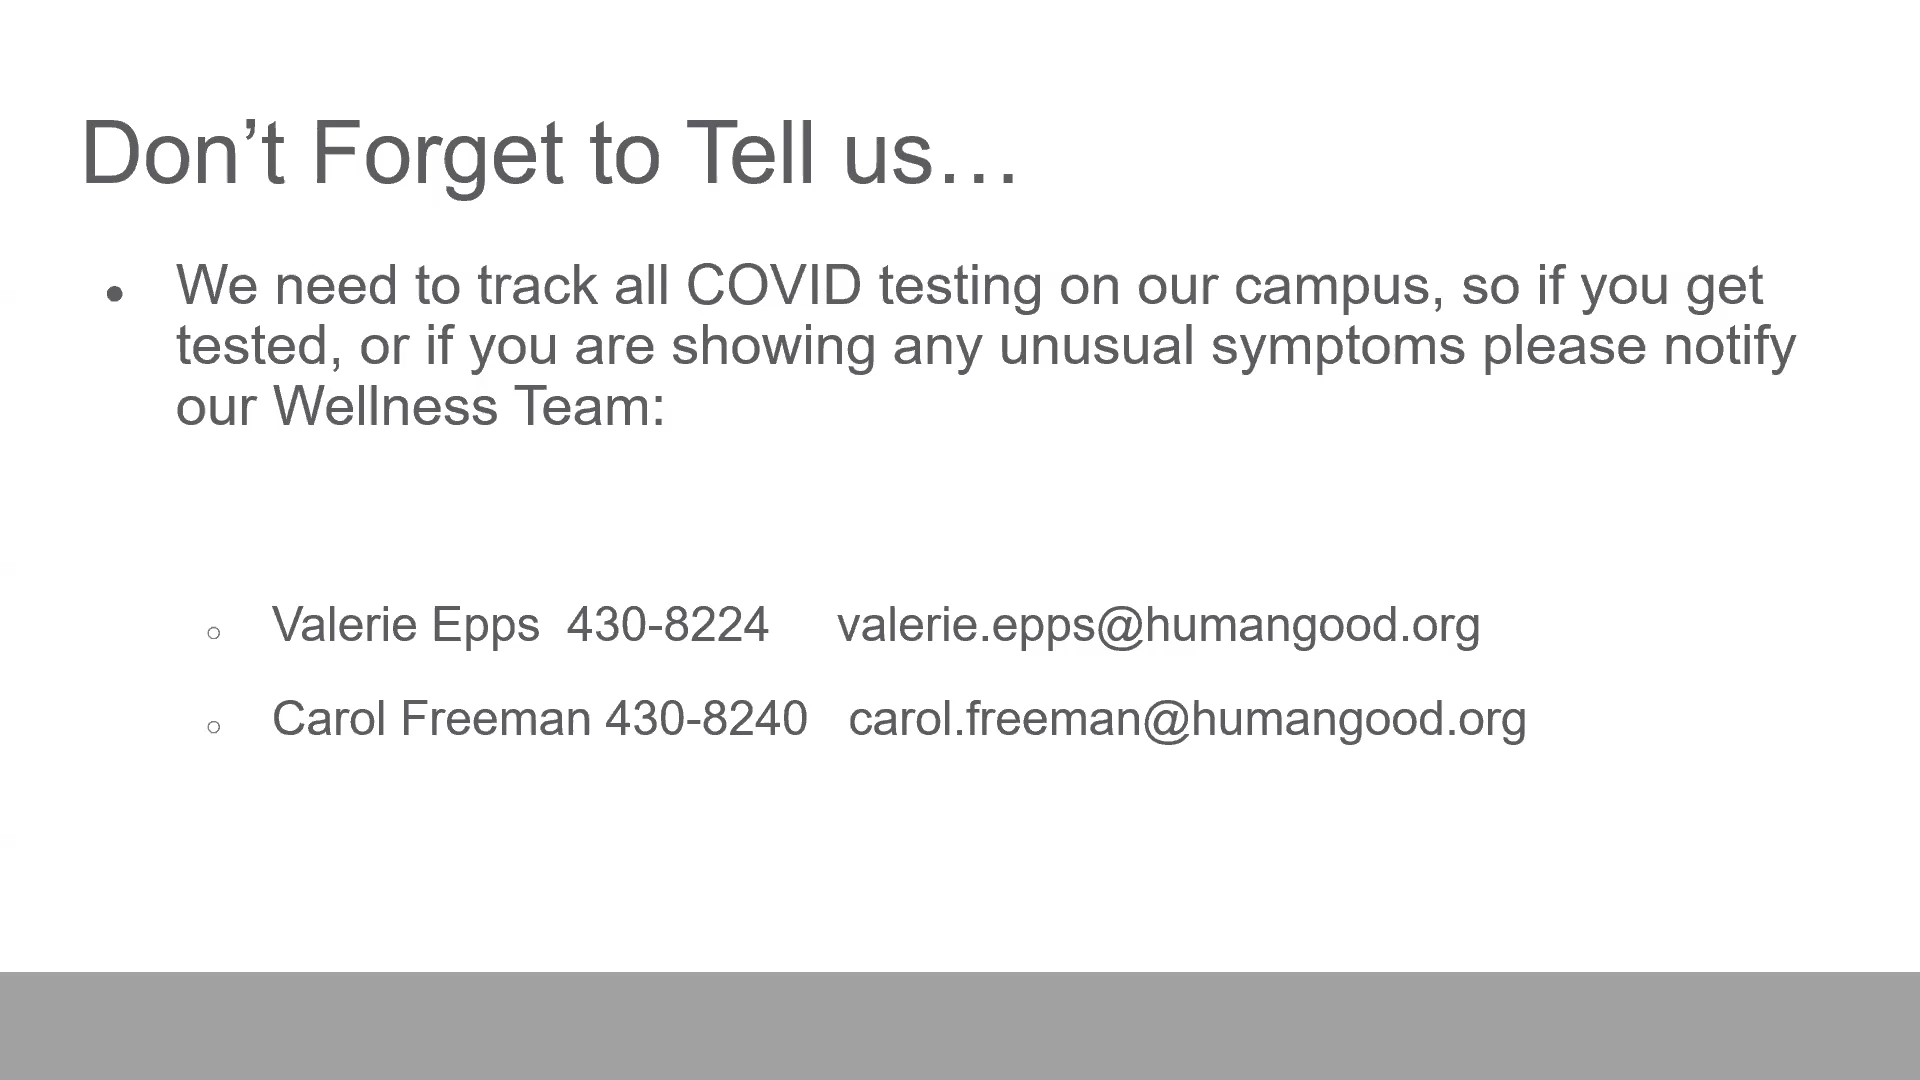 Don’t Forget to Tell us…
• We need to track all COVID testing on our campus, so if you get
tested, or if you are showing any unusual symptoms please notify
our Wellness Team:
○ Valerie Epps 430-8224 valerie.epps@humangood.org
○ Carol Freeman 430-8240 carol.freeman@humangood.org